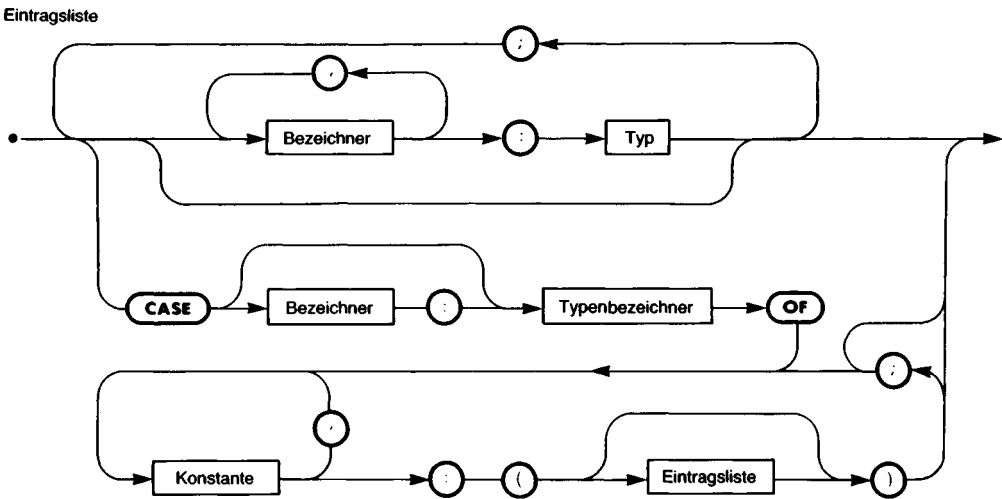 Eintragsliste
;
,
Bezeichner : Typ
CASE Bezeichner : Typenbezeichner OF
;
,
Konstante : ( Eintragsliste )